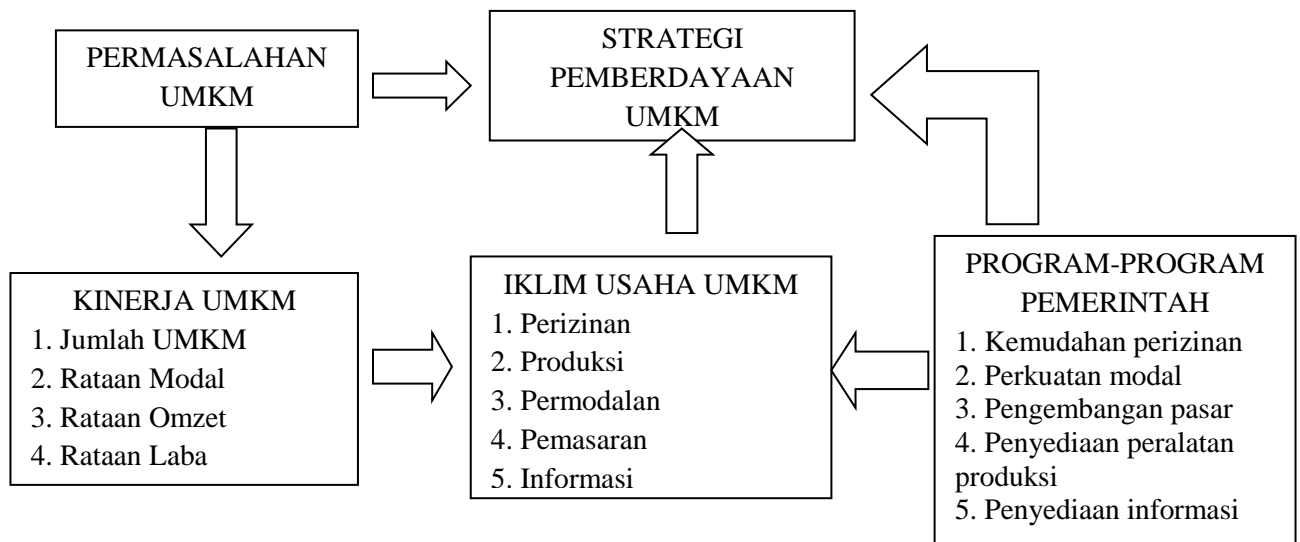 PERMASALAHAN
UMKM
STRATEGI
PEMBERDAYAAN
UMKM
KINERJA UMKM
1. Jumlah UMKM
2. Rataan Modal
3. Rataan Omzet
4. Rataan Laba
IKLIM USAHA UMKM
1. Perizinan
2. Produksi
3. Permodalan
4. Pemasaran
5. Informasi
PROGRAM-PROGRAM
PEMERINTAH
1. Kemudahan perizinan
2. Perkuatan modal
3. Pengembangan pasar
4. Penyediaan peralatan
produksi
5. Penyediaan informasi